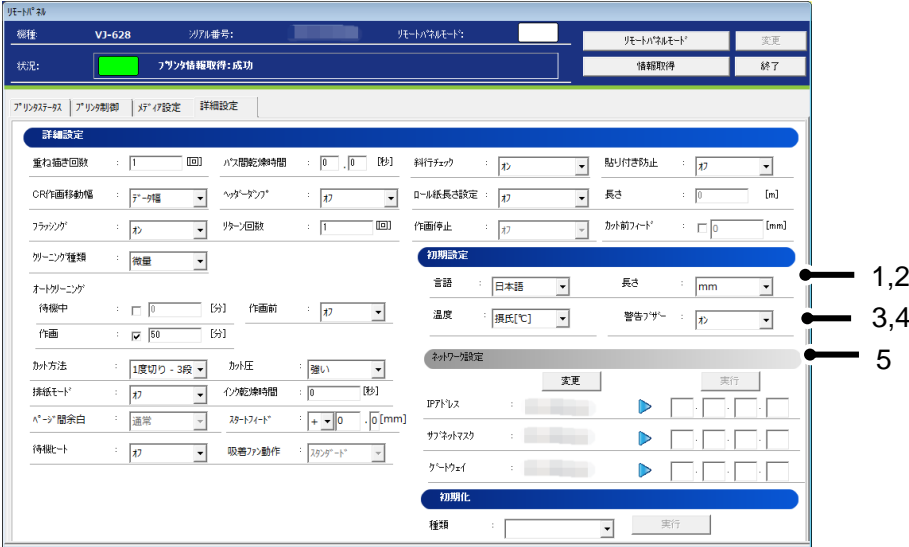 ﾘﾓｰﾄﾊﾟﾈﾙ
機種: VJ-628 ｼﾘｱﾙ番号: ﾘﾓｰﾄﾊﾟﾈﾙﾓｰﾄﾞ: ﾘﾓｰﾄﾊﾟﾈﾙﾓｰﾄﾞ 変更
状況: ﾌﾟﾘﾝﾀ情報取得:成功 情報取得 終了
ﾌﾟﾘﾝﾀｽﾃｰﾀｽ ﾌﾟﾘﾝﾀ制御 ﾒﾃﾞｨｱ設定 詳細設定
詳細設定
重ね描き回数 : 1 [回] ﾊﾟｽ間乾燥時間 : 0 . 0 [秒] 斜行ﾁｪｯｸ : ｵﾝ 貼り付き防止 : ｵﾌ
CR作画移動幅 : ﾃﾞｰﾀ幅 ﾍｯﾀﾞｰﾀﾞﾝﾌﾟ : ｵﾌ ﾛｰﾙ紙長さ設定 : ｵﾌ 長さ : 0 [m]
ﾌﾗｯｼﾝｸﾞ : ｵﾝ ﾘﾀｰﾝ回数 : 1 [回] 作画停止 : ｵﾌ ｶｯﾄ前ﾌｨｰﾄﾞ : 0 [mm]
ｸﾘｰﾆﾝｸﾞ種類 : 微量
初期設定
ｵｰﾄｸﾘｰﾆﾝｸﾞ
言語 : 日本語 長さ : mm 1,2
待機中 : 0 [分] 作画前 : ｵﾌ
温度 : 摂氏[℃] 警告ﾌﾞｻﾞｰ : ｵﾝ 3,4
作画 : 50 [分]
ﾈｯﾄﾜｰｸ設定 5
ｶｯﾄ方法 : 1度切り - 3段 ｶｯﾄ圧 : 強い
変更 実行
排紙ﾓｰﾄﾞ : ｵﾌ ｲﾝｸ乾燥時間 : 0 [秒]
IPｱﾄﾞﾚｽ : . . .
ﾍﾟｰｼﾞ間余白 : 通常 ｽﾀｰﾄﾌｨｰﾄﾞ : + 0 . 0 [mm]
ｻﾌﾞﾈｯﾄﾏｽｸ : . . .
待機ﾋｰﾄ : ｵﾌ 吸着ﾌｧﾝ動作 : ｽﾀﾝﾀﾞｰﾄﾞ
ｹﾞｰﾄｳｪｲ : . . .
初期化
種類 : 実行